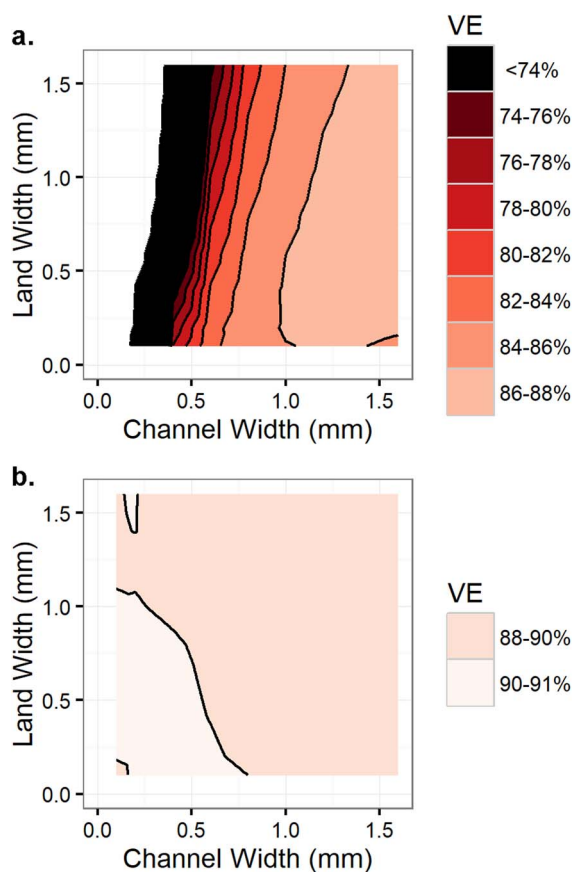 a.
VE
<74%
74-76%
76-78%
78-80%
80-82%
82-84%
84-86%
86-88%
Land Width (mm)
1.5
1.0
0.5
0.0
0.0 0.5 1.0 1.5
Channel Width (mm)
b.
VE
88-90%
90-91%
Land Width (mm)
1.5
1.0
0.5
0.0
0.0 0.5 1.0 1.5
Channel Width (mm)